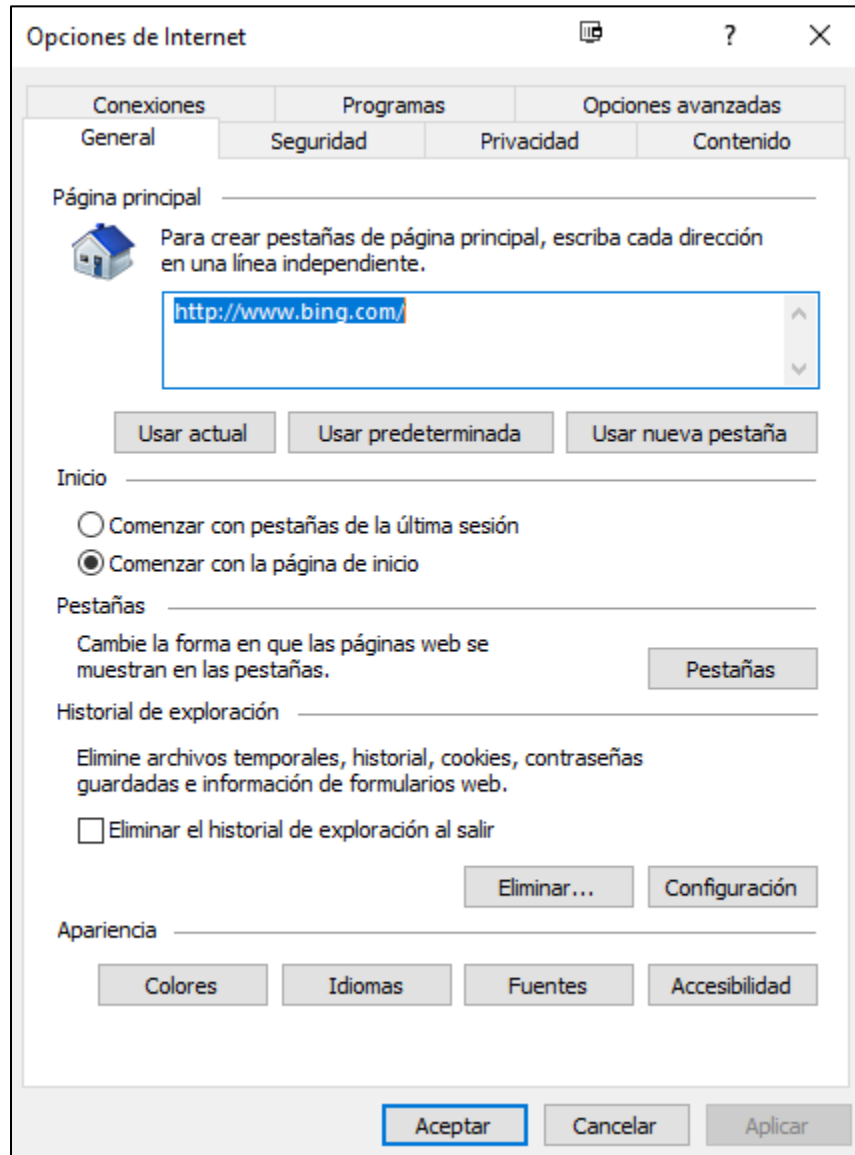 Opciones de Internet
?
Conexiones Programas Opciones avanzadas
General Seguridad Privacidad Contenido
Página principal
Para crear pestañas de página principal, escriba cada dirección
en una línea independiente.
http://www.bing.com/
Usar actual Usar predeterminada Usar nueva pestaña
Inicio
Comenzar con pestañas de la última sesión
Comenzar con la página de inicio
Pestañas
Cambie la forma en que las páginas web se
muestran en las pestañas.
Pestañas
Historial de exploración
Elimine archivos temporales, historial, cookies, contraseñas
guardadas e información de formularios web.
Eliminar el historial de exploración al salir
Eliminar... Configuración
Apariencia
Colores Idiomas Fuentes Accesibilidad
Aceptar Cancelar Aplicar